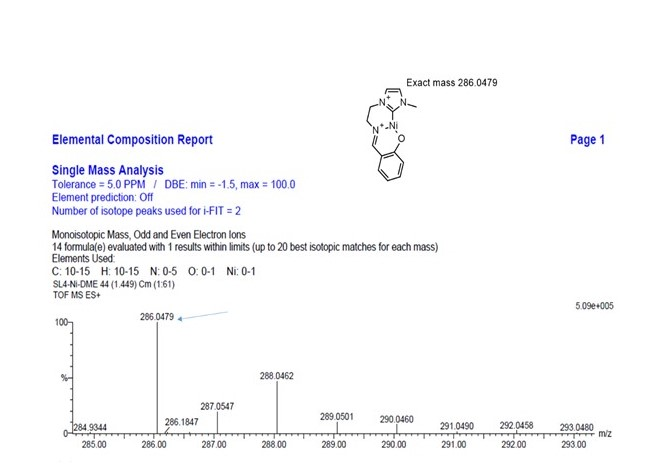 Exact mass 286.0479
N+
N
Ni
N+
O
Elemental Composition Report
Page 1
Single Mass Analysis
Tolerance = 5.0 PPM / DBE: min = -1.5, max = 100.0
Element prediction: Off
Number of isotope peaks used for i-FIT = 2
Monoisotopic Mass, Odd and Even Electron Ions
14 formula(e) evaluated with 1 results within limits (up to 20 best isotopic matches for each mass)
Elements Used:
C: 10-15 H: 10-15 N: 0-5 O: 0-1 Ni: 0-1
SL4-Ni-DME 44 (1.449) Cm (1:61)
TOF MS ES+
5.09e+005
100
286.0479
%
288.0462
287.0547
286.1847
289.0501
290.0460
284.9344
291.0490
292.0458
293.0480
0
m/z
285.00 286.00 287.00 288.00 289.00 290.00 291.00 292.00 293.00